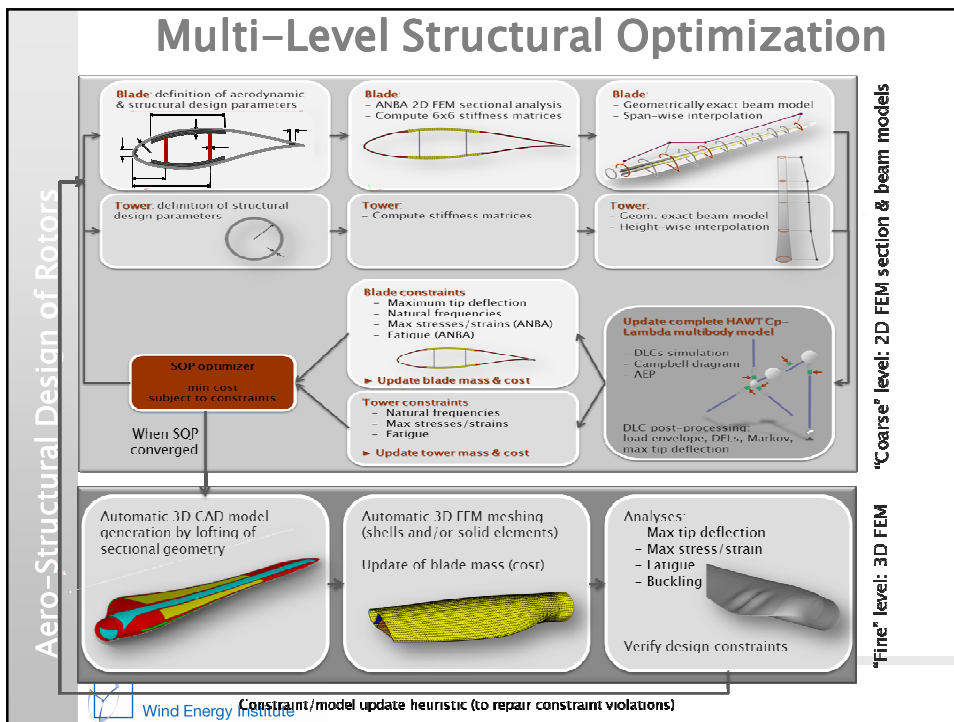 Multi-Level Structural Optimization
Aero-Structural Design of Rotors
"Coarse" level: 2D FEM section & beam models
Blade: definition of aerodynamic
& structural design parameters
Blade:
- ANBA 2D FEM sectional analysis
- Compute 6x6 stiffness matrices
Blade:
- Geometrically exact beam model
- Span-wise interpolation
Tower: definition of structural
design parameters
Tower:
- Compute stiffness matrices
Tower:
- Geom. exact beam model
- Height-wise interpolation
Blade constraints
- Maximum tip deflection
- Natural frequencies
- Max stresses/strains (ANBA)
- Fatigue (ANBA)
► Update blade mass & cost
Tower constraints
- Natural frequencies
- Max stresses/strains
- Fatigue
► Update tower mass & cost
Update complete HAWT Cp-
Lambda multibody model
- DLCs simulation
- Campbell diagram
- AEP
DLC post-processing:
load envelope, DELs, Markov,
max tip deflection
SQP optimizer
min cost
subject to constraints
When SQP
converged
"Fine" level: 3D FEM
Automatic 3D CAD model
generation by lofting of
sectional geometry
Automatic 3D FEM meshing
(shells and/or solid elements)
Update of blade mass (cost)
Analyses:
- Max tip deflection
- Max stress/strain
- Fatigue
- Buckling
Verify design constraints
Constraint/model update heuristic (to repair constraint violations)
Wind Energy Institute